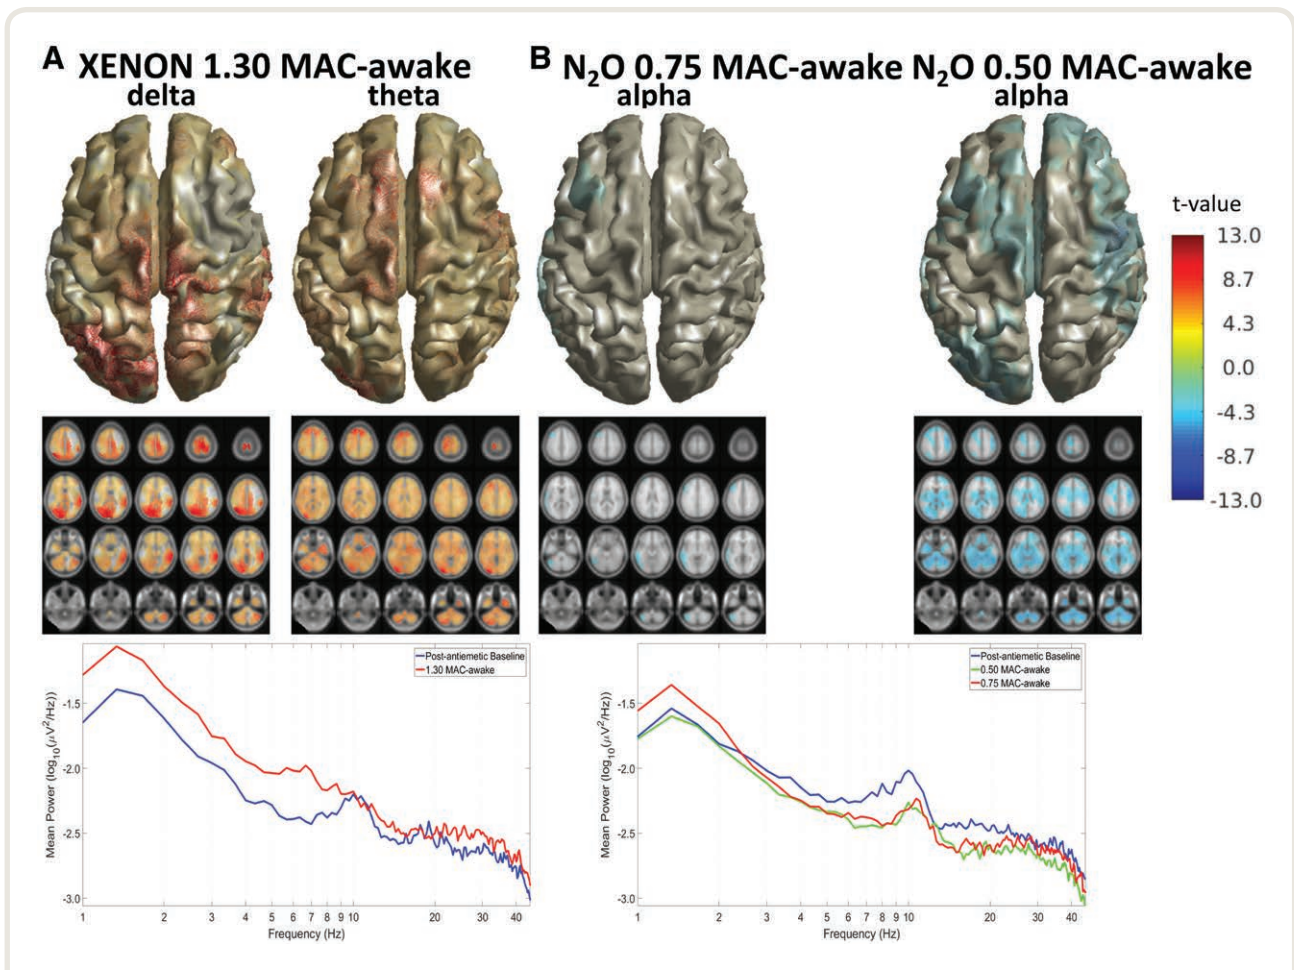 A XENON 1.30 MAC-awake
delta theta
B N₂O 0.75 MAC-awake N₂O 0.50 MAC-awake
alpha alpha
t-value
13.0
8.7
4.3
0.0
-4.3
-8.7
-13.0
Post-antiemetic Baseline
1.30 MAC-awake
Mean Power (log₁₀(μV²/Hz))
-1.5
-2.0
-2.5
-3.0
1 2 3 4 5 6 7 8 9 10 20 30 40
Frequency (Hz)
Post-antiemetic Baseline
0.50 MAC-awake
0.75 MAC-awake
Mean Power (log₁₀(μV²/Hz))
-1.5
-2.0
-2.5
-3.0
1 2 3 4 5 6 7 8 9 10 20 30 40
Frequency (Hz)